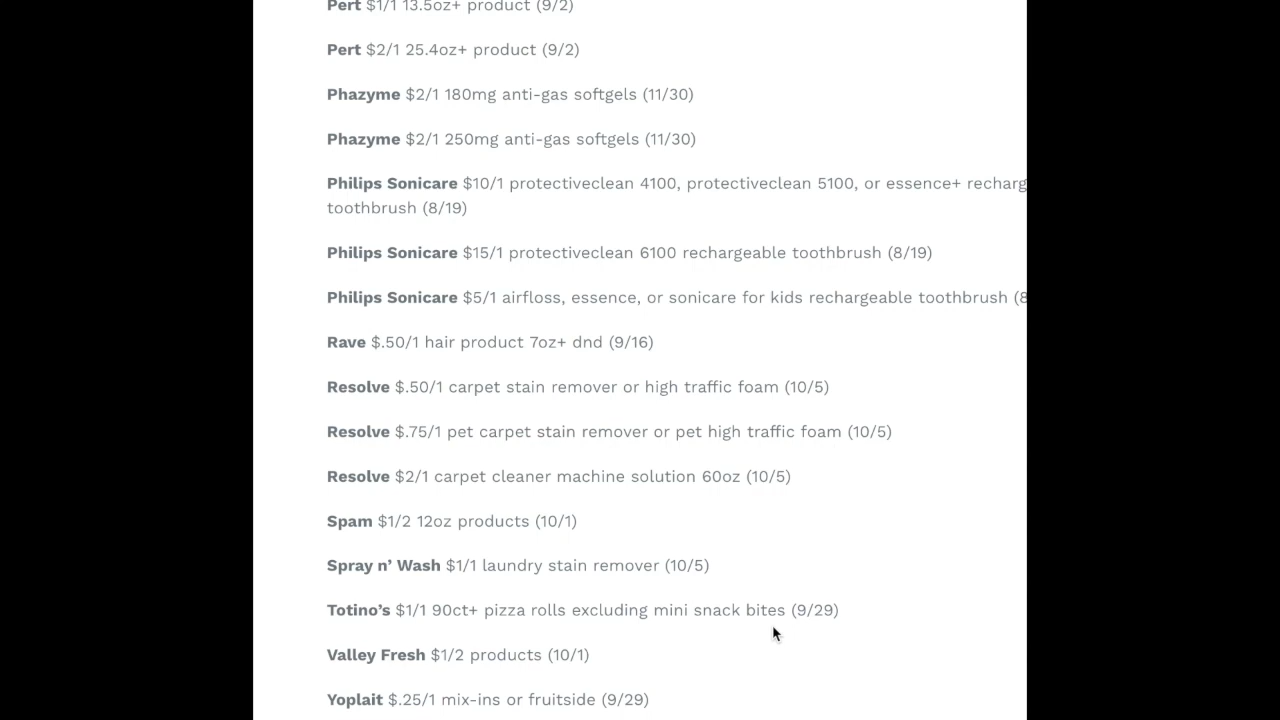 Pert $1/1 13.5oz+ product (9/2)
Pert $2/1 25.4oz+ product (9/2)
Phazyme $2/1 180mg anti-gas softgels (11/30)
Phazyme $2/1 250mg anti-gas softgels (11/30)
Philips Sonicare $10/1 protectiveclean 4100, protectiveclean 5100, or essence+ recharg
toothbrush (8/19)
Philips Sonicare $15/1 protectiveclean 6100 rechargeable toothbrush (8/19)
Philips Sonicare $5/1 airfloss, essence, or sonicare for kids rechargeable toothbrush (8
Rave $.50/1 hair product 7oz+ dnd (9/16)
Resolve $.50/1 carpet stain remover or high traffic foam (10/5)
Resolve $.75/1 pet carpet stain remover or pet high traffic foam (10/5)
Resolve $2/1 carpet cleaner machine solution 60oz (10/5)
Spam $1/2 12oz products (10/1)
Spray n’ Wash $1/1 laundry stain remover (10/5)
Totino’s $1/1 90ct+ pizza rolls excluding mini snack bites (9/29)
Valley Fresh $1/2 products (10/1)
Yoplait $.25/1 mix-ins or fruitside (9/29)